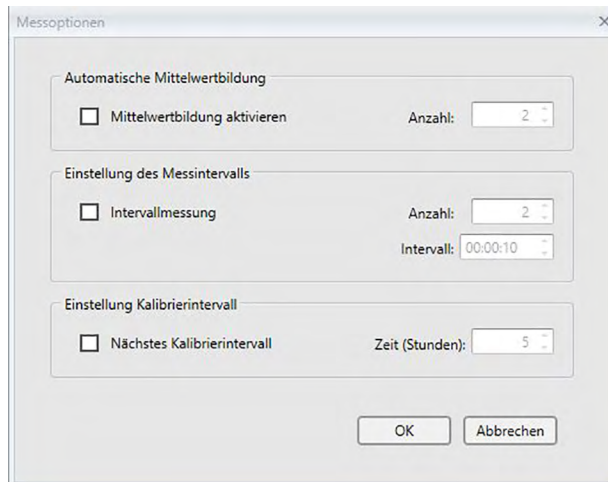 Messoptionen
Automatische Mittelwertbildung
Mittelwertbildung aktivieren Anzahl: 2
Einstellung des Messintervalls
Intervallmessung Anzahl: 2
Intervall: 00:00:10
Einstellung Kalibrierintervall
Nächstes Kalibrierintervall Zeit (Stunden): 5
OK Abbrechen